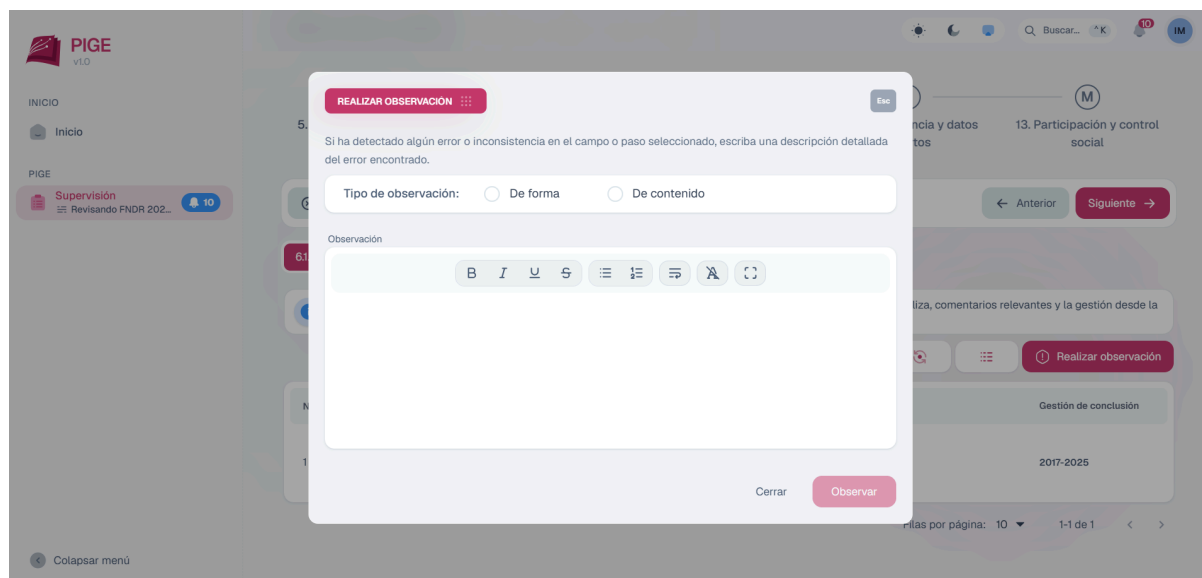 PIGE
v1.0
Buscar... ^K
10
IM
INICIO
Inicio
PIGE
Supervisión
Revisando FNDR 202...
10
Colapsar menú
5.
M
ncia y datos
tos
13. Participación y control
social
← Anterior
Siguiente →
6.1
liza, comentarios relevantes y la gestión desde la
Realizar observación
N
Gestión de conclusión
1
2017-2025
Filas por página: 10
1-1 de 1
REALIZAR OBSERVACIÓN
Esc
Si ha detectado algún error o inconsistencia en el campo o paso seleccionado, escriba una descripción detallada
del error encontrado.
Tipo de observación:
De forma
De contenido
Observación
B I U S
Cerrar
Observar